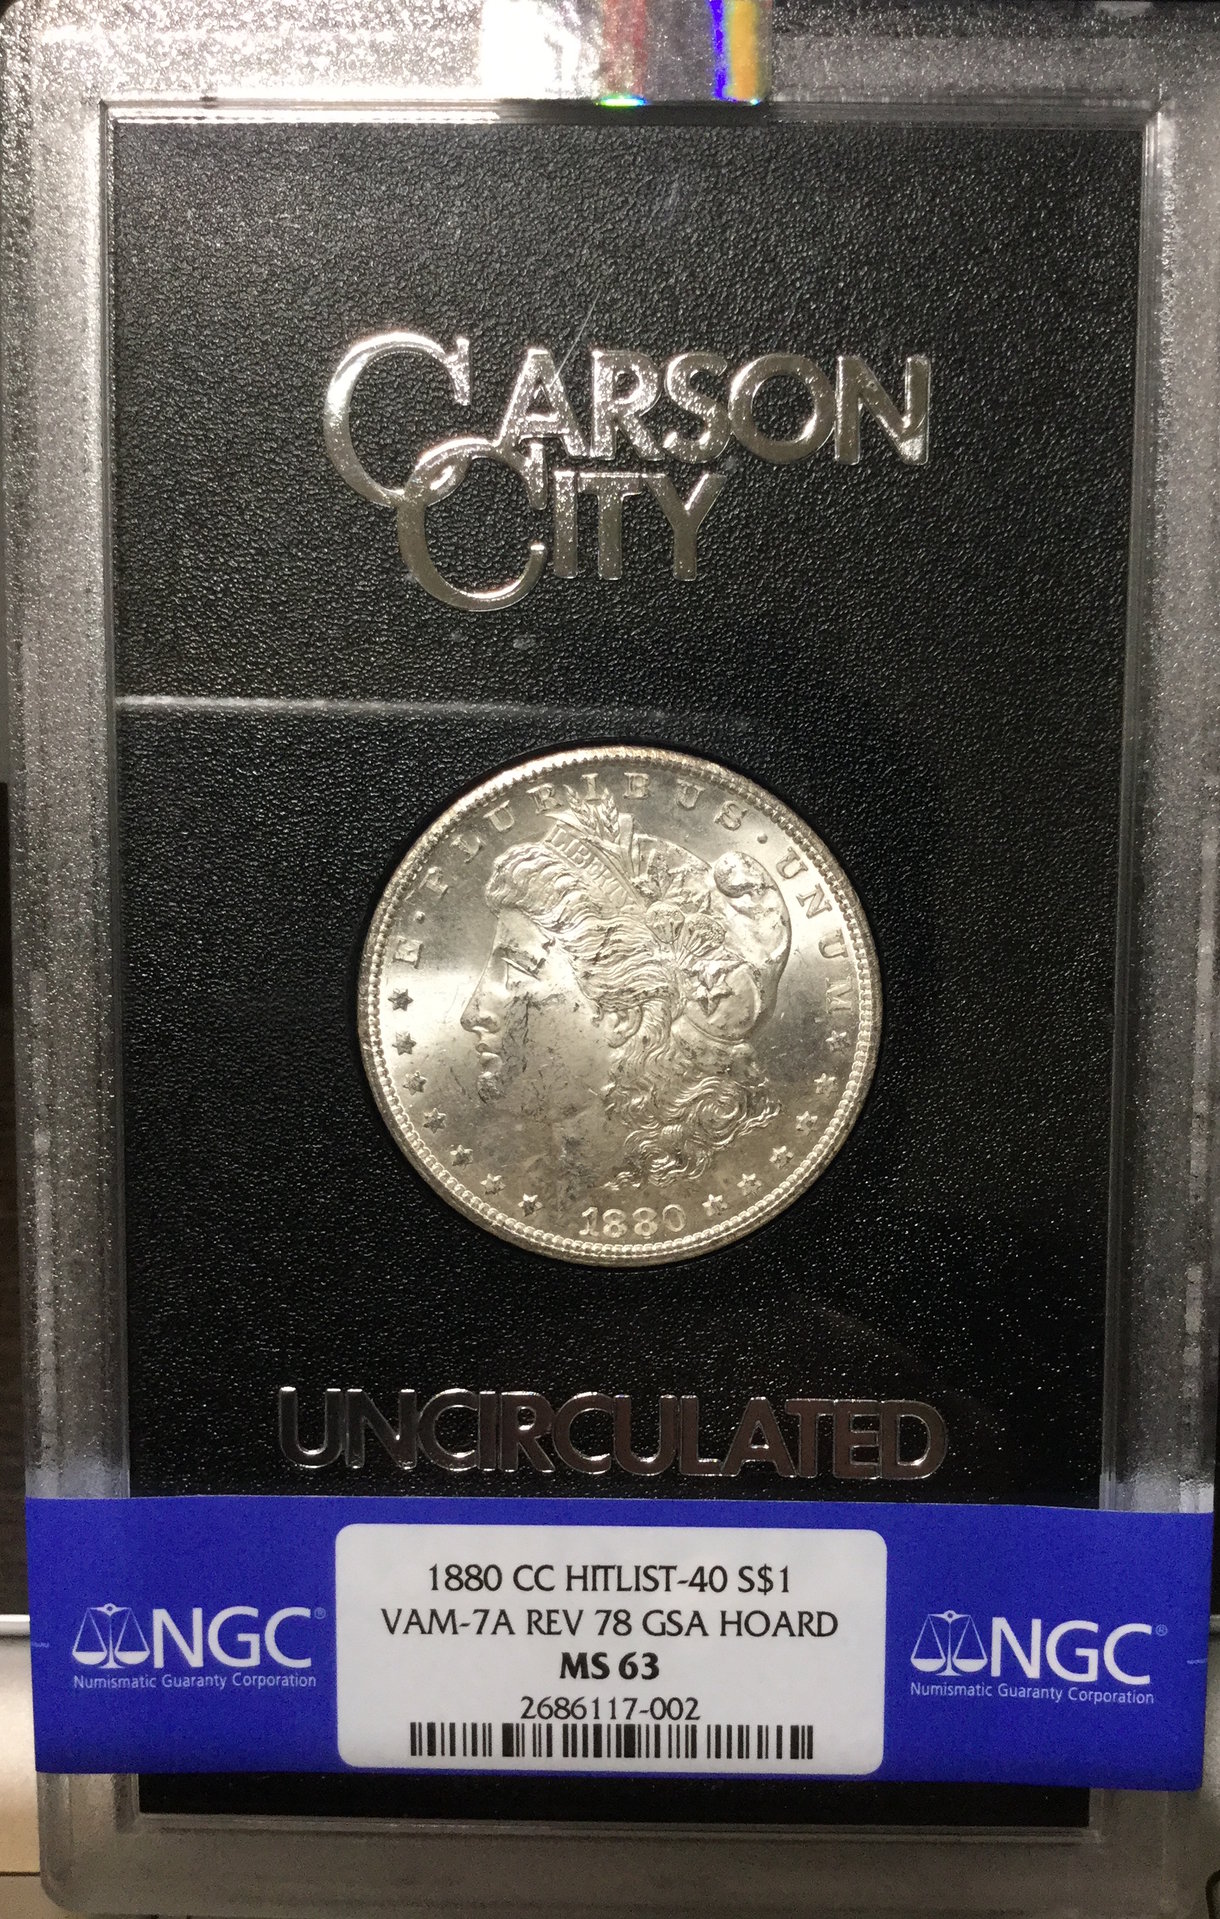 CARSON
CITY
E · PLURIBUS · UNUM
LIBERTY
1880
UNCIRCULATED
1880 CC HITLIST-40 S$1
VAM-7A REV 78 GSA HOARD
MS 63
2686117-002
NGC®
Numismatic Guaranty Corporation
NGC®
Numismatic Guaranty Corporation